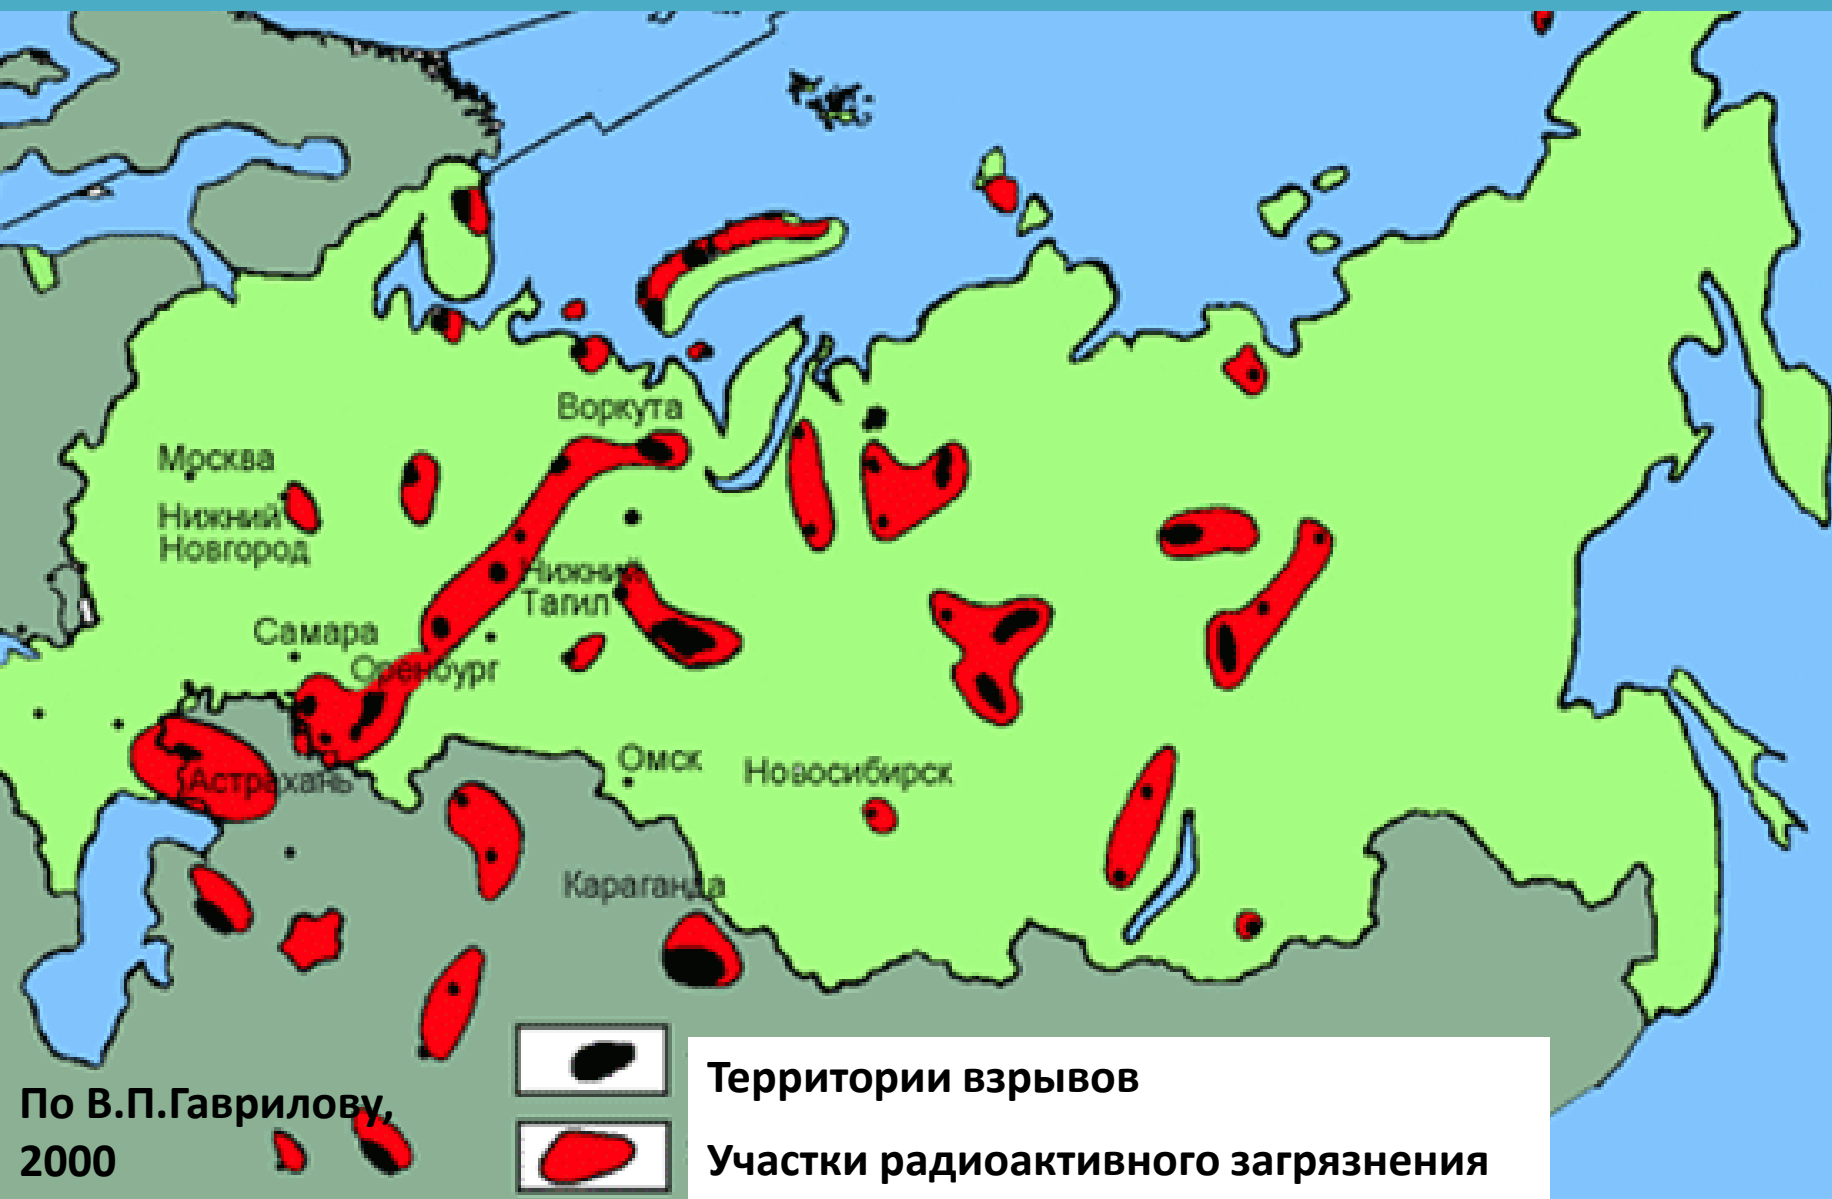 Воркута
Москва
Нижний
Новгород
Нижний
Тагил
Самара
Оренбург
Омск
Новосибирск
Астрахань
Караганда
Территории взрывов
По В.П.Гаврилову,
2000
Участки радиоактивного загрязнения